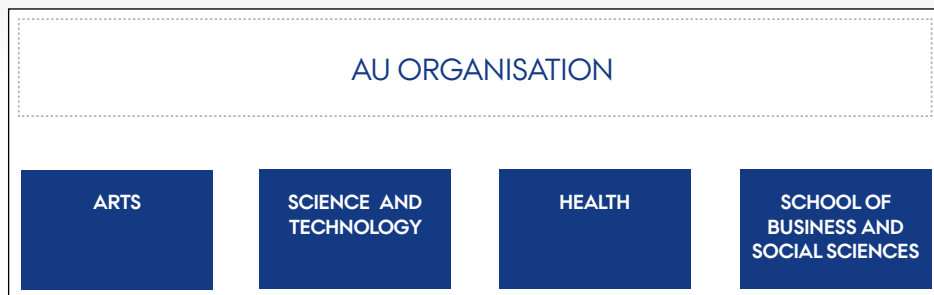 AU ORGANISATION
ARTS
SCIENCE AND
TECHNOLOGY
HEALTH
SCHOOL OF
BUSINESS AND
SOCIAL SCIENCES